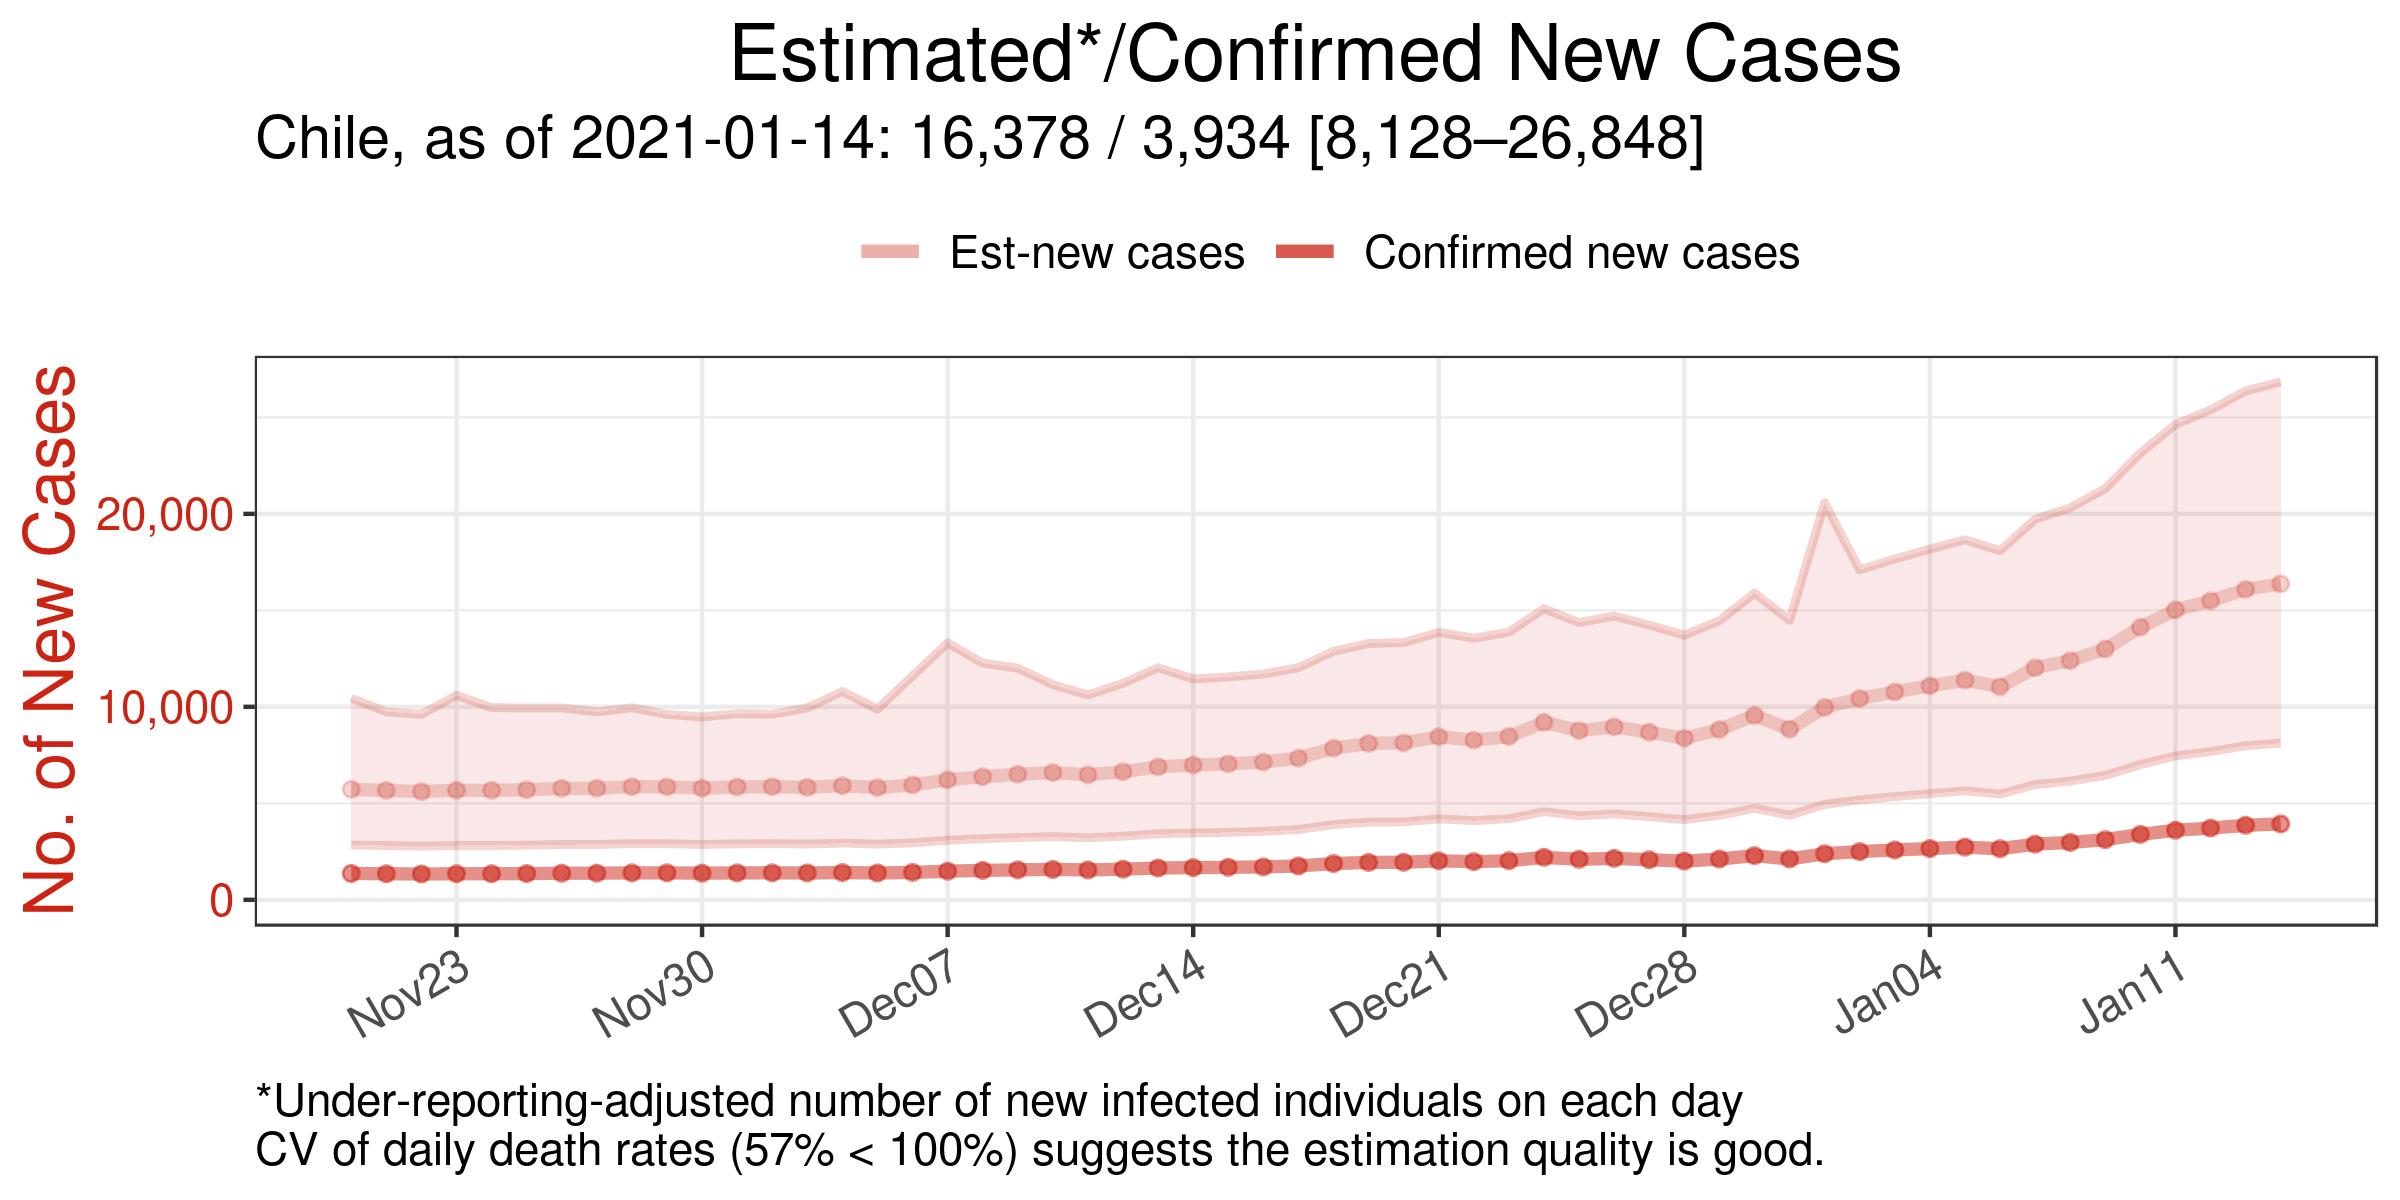 Estimated*/Confirmed New Cases
Chile, as of 2021-01-14: 16,378 / 3,934 [8,128–26,848]
Est-new cases
Confirmed new cases
No. of New Cases
20,000
10,000
0
Nov23
Nov30
Dec07
Dec14
Dec21
Dec28
Jan04
Jan11
*Under-reporting-adjusted number of new infected individuals on each day
CV of daily death rates (57% < 100%) suggests the estimation quality is good.